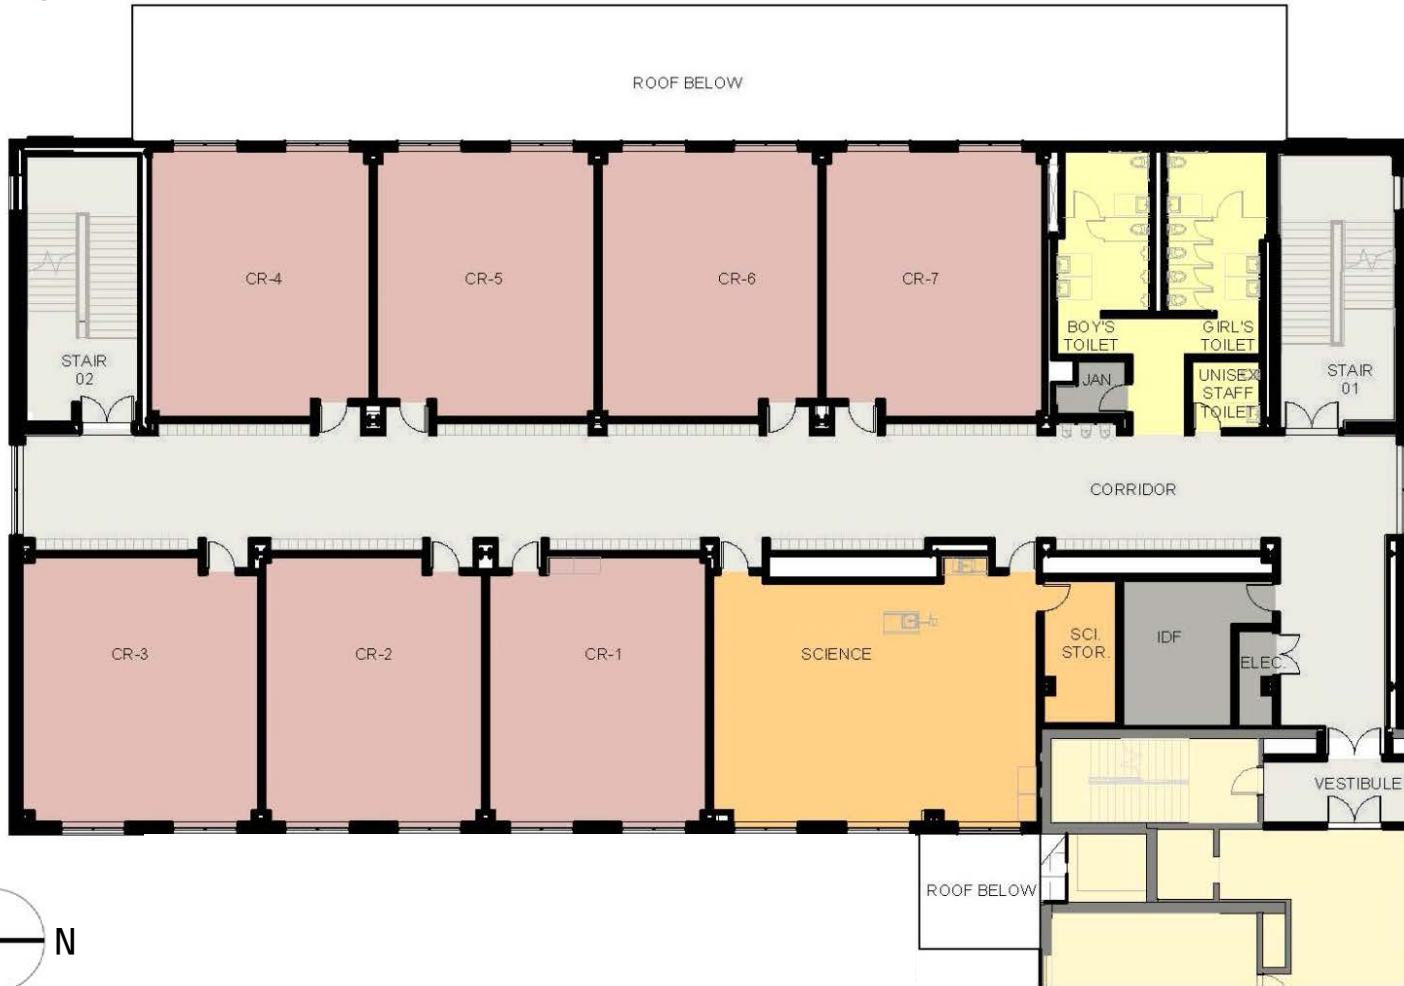 ROOF BELOW
CR-4
CR-5
CR-6
CR-7
BOY'S
TOILET
GIRL'S
TOILET
STAIR
02
JAN.
UNISEX
STAFF
TOILET
STAIR
01
CORRIDOR
CR-3
CR-2
CR-1
SCIENCE
SCI.
STOR.
IDF
ELEC.
VESTIBULE
ROOF BELOW
N